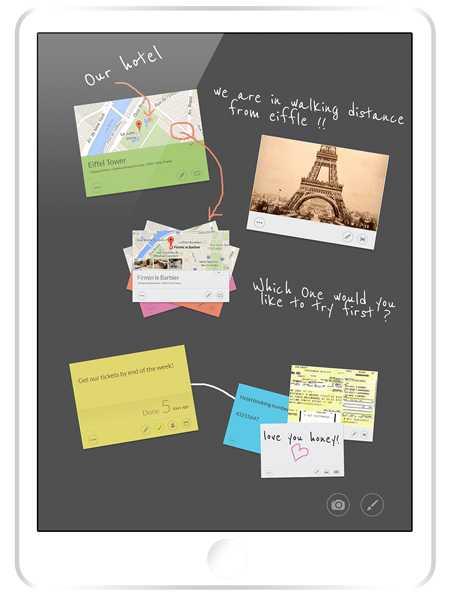 Our hotel
we are in walking distance
from eiffle !!
Eiffel Tower
Firmin le Barbier
Which One would you
like to try first ?
Get our tickets by end of the week!
Done 5 days ago
Hotel booking number
43215647
love you honey!